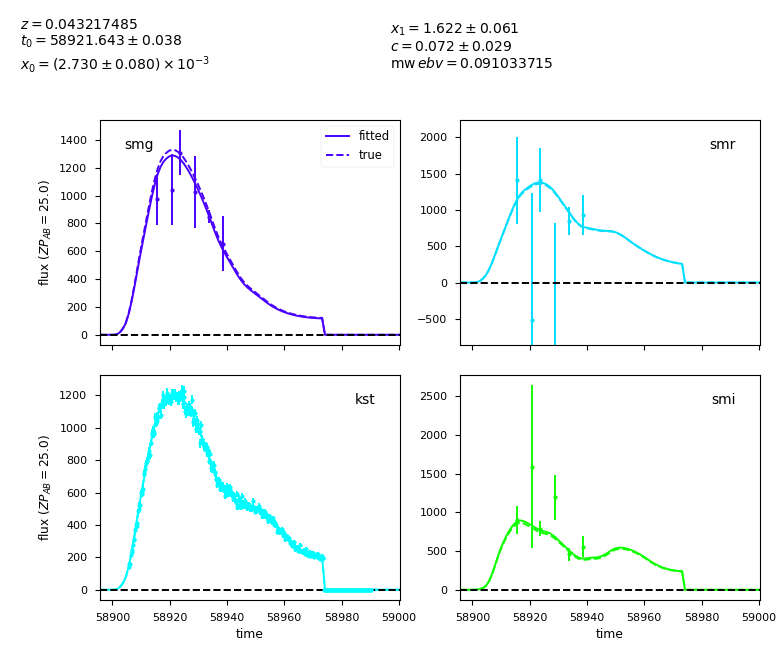 z = 0.043217485
t₀ = 58921.643 ± 0.038
x₀ = (2.730 ± 0.080) × 10⁻³
x₁ = 1.622 ± 0.061
c = 0.072 ± 0.029
mw ebv = 0.091033715
smg
fitted
true
flux (ZP_AB = 25.0)
1400
1200
1000
800
600
400
200
0
smr
2000
1500
1000
500
0
−500
kst
flux (ZP_AB = 25.0)
1200
1000
800
600
400
200
0
58900 58920 58940 58960 58980 59000
time
smi
2500
2000
1500
1000
500
0
58900 58920 58940 58960 58980 59000
time